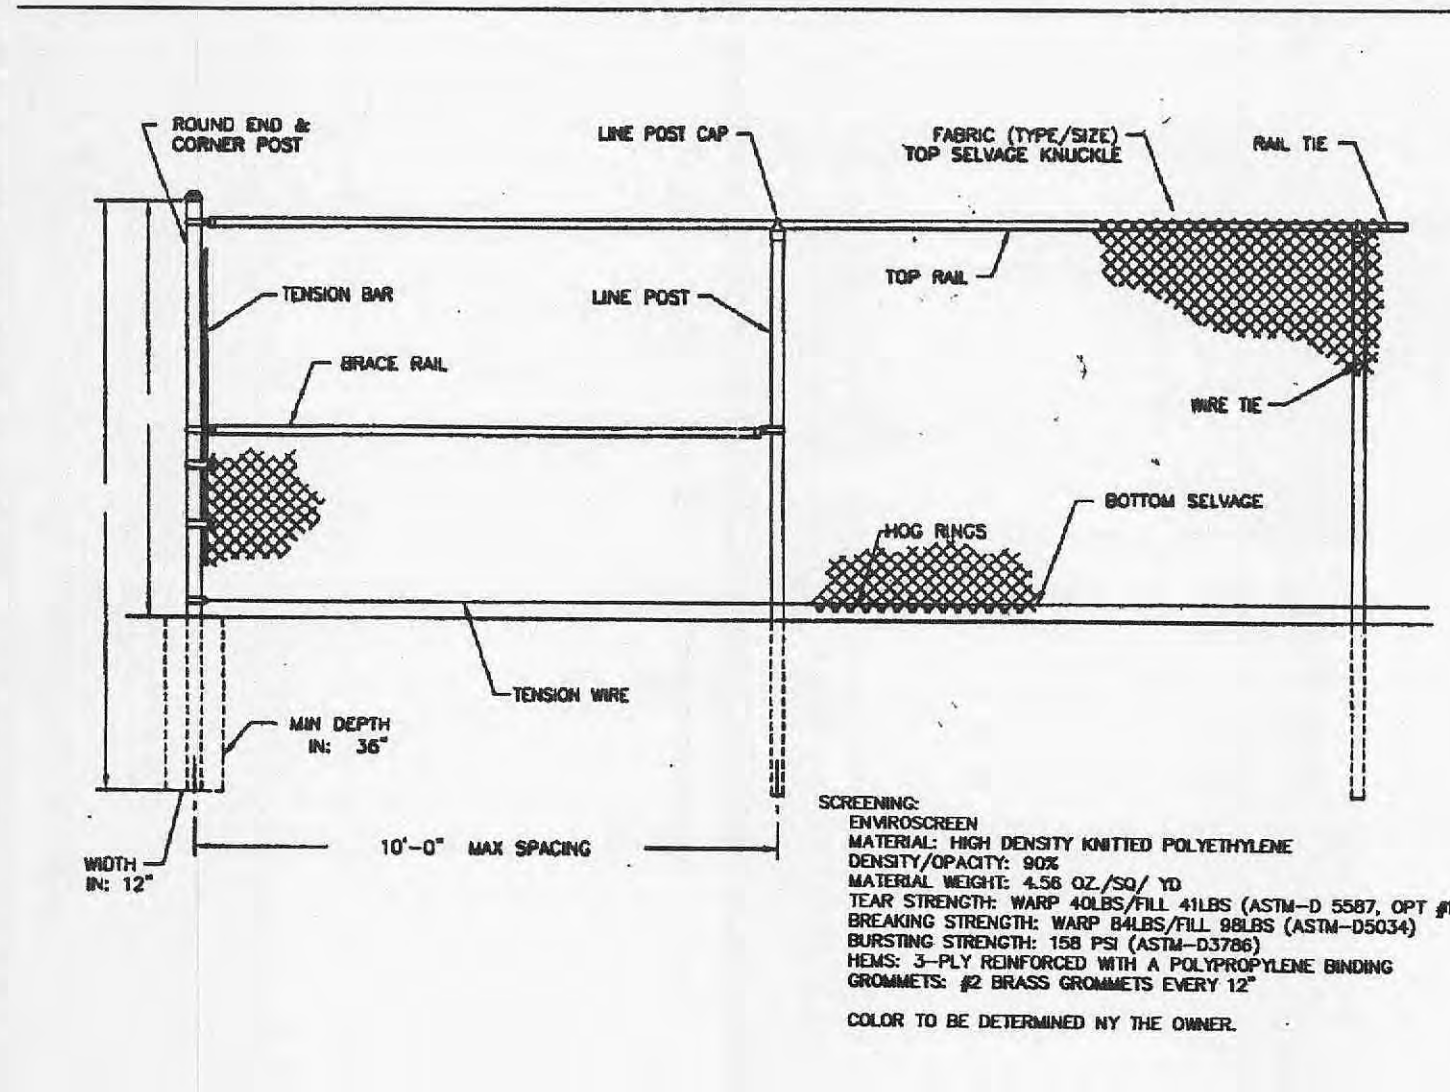 ROUND END &
CORNER POST
LINE POST CAP
FABRIC (TYPE/SIZE)
TOP SELVAGE KNUCKLE
RAIL TIE
TENSION BAR
LINE POST
TOP RAIL
BRACE RAIL
WIRE TIE
BOTTOM SELVAGE
HOG RINGS
TENSION WIRE
MIN DEPTH
IN: 36"
10'-0" MAX SPACING
WIDTH
IN: 12"
SCREENING:
ENVIROSCREEN
MATERIAL: HIGH DENSITY KNITTED POLYETHYLENE
DENSITY/OPACITY: 90%
MATERIAL WEIGHT: 4.56 OZ./SQ/ YD
TEAR STRENGTH: WARP 40LBS/FILL 41LBS (ASTM-D 5587, OPT #1
BREAKING STRENGTH: WARP 84LBS/FILL 98LBS (ASTM-D5034)
BURSTING STRENGTH: 158 PSI (ASTM-D3786)
HEMS: 3-PLY REINFORCED WITH A POLYPROPYLENE BINDING
GROMMETS: #2 BRASS GROMMETS EVERY 12"
COLOR TO BE DETERMINED NY THE OWNER.